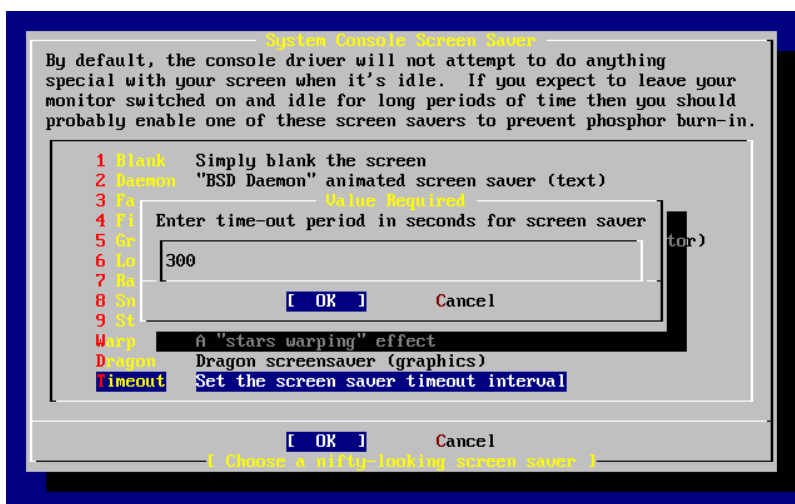 System Console Screen Saver
By default, the console driver will not attempt to do anything
special with your screen when it's idle.  If you expect to leave your
monitor switched on and idle for long periods of time then you should
probably enable one of these screen savers to prevent phosphor burn-in.
1 Blank Simply blank the screen
2 Daemon "BSD Daemon" animated screen saver (text)
3 Fa
Value Required
4 Fi
Enter time-out period in seconds for screen saver
5 Gr tor)
6 Lo
300
7 Ra
8 Sn
[ OK ] Cancel
9 St
Warp A "stars warping" effect
Dragon Dragon screensaver (graphics)
Timeout Set the screen saver timeout interval
[ OK ] Cancel
[ Choose a nifty-looking screen saver ]